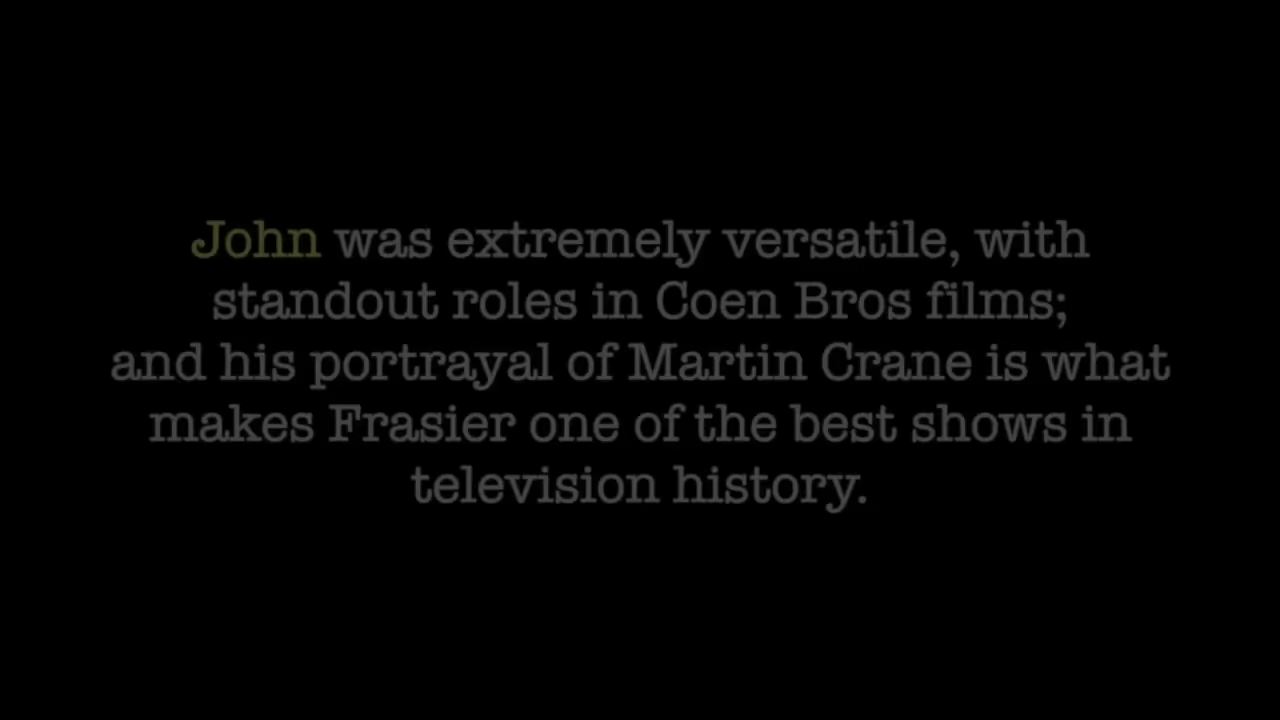 John was extremely versatile, with
standout roles in Coen Bros films;
and his portrayal of Martin Crane is what
makes Frasier one of the best shows in
television history.